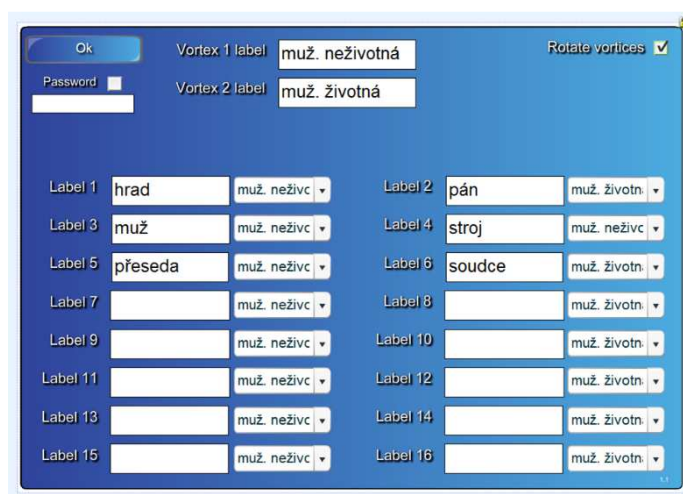 Ok Vortex 1 label muž. neživotná Rotate vortices
Password Vortex 2 label muž. životná
Label 1 hrad muž. neživc Label 2 pán muž. životn
Label 3 muž muž. neživc Label 4 stroj muž. neživc
Label 5 přeseda muž. neživc Label 6 soudce muž. životn
Label 7 muž. neživc Label 8 muž. životn
Label 9 muž. neživc Label 10 muž. životn
Label 11 muž. neživc Label 12 muž. životn
Label 13 muž. neživc Label 14 muž. životn
Label 15 muž. neživc Label 16 muž. životn